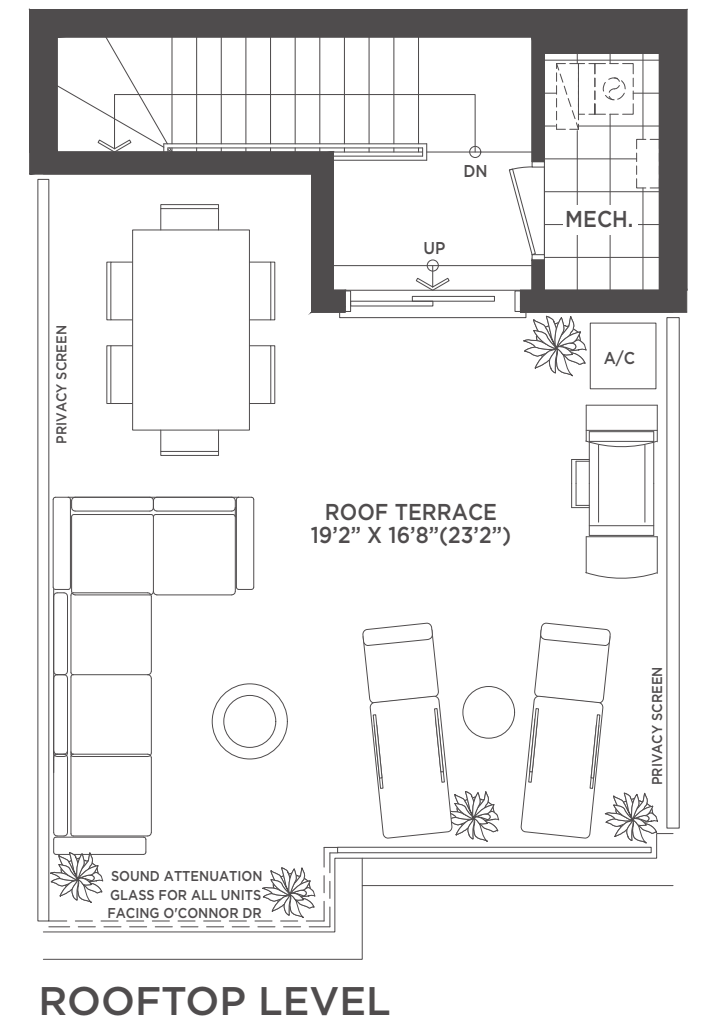 DN
MECH.
UP
PRIVACY SCREEN
A/C
ROOF TERRACE
19’2” X 16’8”(23’2”)
PRIVACY SCREEN
SOUND ATTENUATION
GLASS FOR ALL UNITS
FACING O'CONNOR DR
ROOFTOP LEVEL